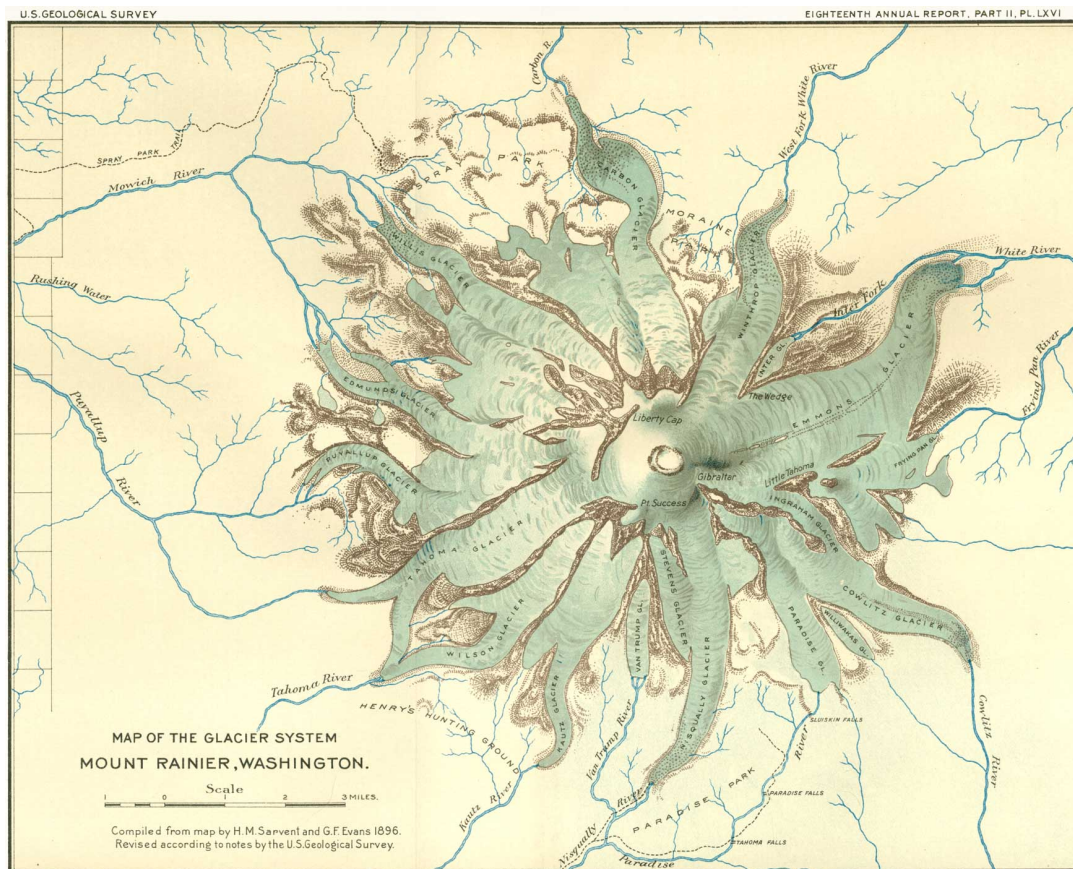 U.S.GEOLOGICAL SURVEY
EIGHTEENTH ANNUAL REPORT, PART II, PL. LXVI
Carbon R.
West Fork White River
SPRAY PARK TRAIL
SPRAY PARK
Mowich River
CARBON GLACIER
MORAINE PARK
WILLIS GLACIER
WINTHROP GLACIER
White River
Inter Fork
Rushing Water
INTER GL.
EMMONS GLACIER
Frying Pan River
EDMUNDS GLACIER
The Wedge
Liberty Cap
Puyallup River
PUYALLUP GLACIER
FRYING PAN GL.
Gibraltar
Little Tahoma
Pt. Success
INGRAHAM GLACIER
TAHOMA GLACIER
STEVENS GLACIER
COWLITZ GLACIER
WILSON GLACIER
VAN TRUMP GL.
PARADISE GL.
WILLIWAKAS GL.
NISQUALLY GLACIER
KAUTZ GLACIER
Tahoma River
HENRY'S HUNTING GROUND
SLUISKIN FALLS
Cowlitz River
Van Trump River
River
PARADISE PARK
PARADISE FALLS
Kautz River
Nisqually River
TAHOMA FALLS
Paradise
MAP OF THE GLACIER SYSTEM
MOUNT RAINIER, WASHINGTON.
Scale
1 0 1 2 3 MILES.
Compiled from map by H.M. Sarvent and G.F. Evans 1896.
Revised according to notes by the U.S.Geological Survey.